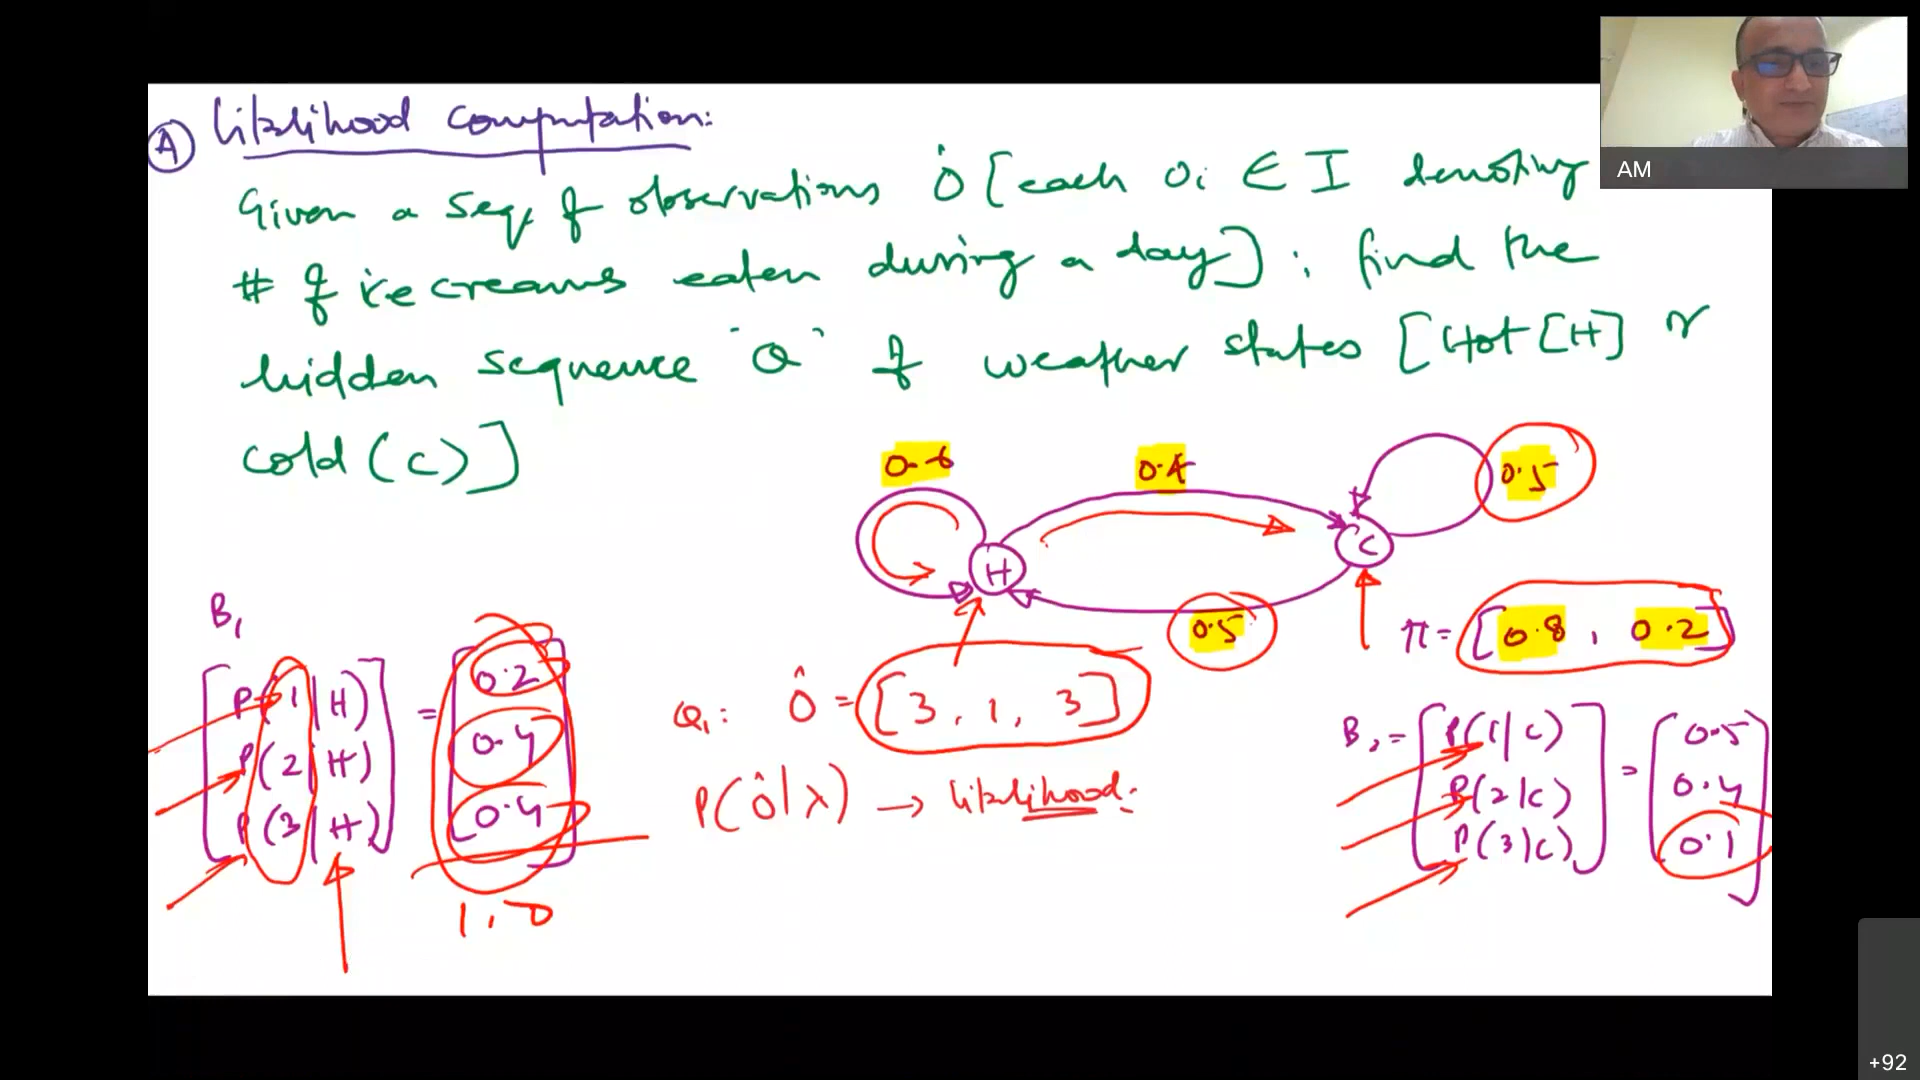 AM
A Likelihood computation:
Given a seq of observations Ô [each oi ∈ I denoting
# of ice creams eaten during a day]; find the
hidden sequence 'Q' of weather states [Hot[H] or
cold (c)]
0.6 0.4 0.5
H C
0.5
π = [0.8, 0.2]
B1
[P(1|H) P(2|H) P(3|H)] = [0.2 0.4 0.4]
1.0
Q1: Ô = [3, 1, 3]
P(Ô|λ) → likelihood:
B2 = [P(1|C) P(2|C) P(3|C)] = [0.5 0.4 0.1]
+92